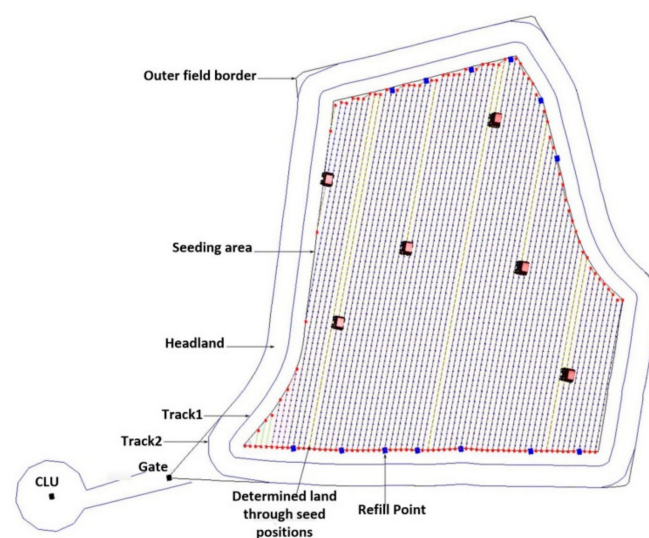 Outer field border
Seeding area
Headland
Track1
Track2
Gate
CLU
Determined land
through seed
positions
Refill Point